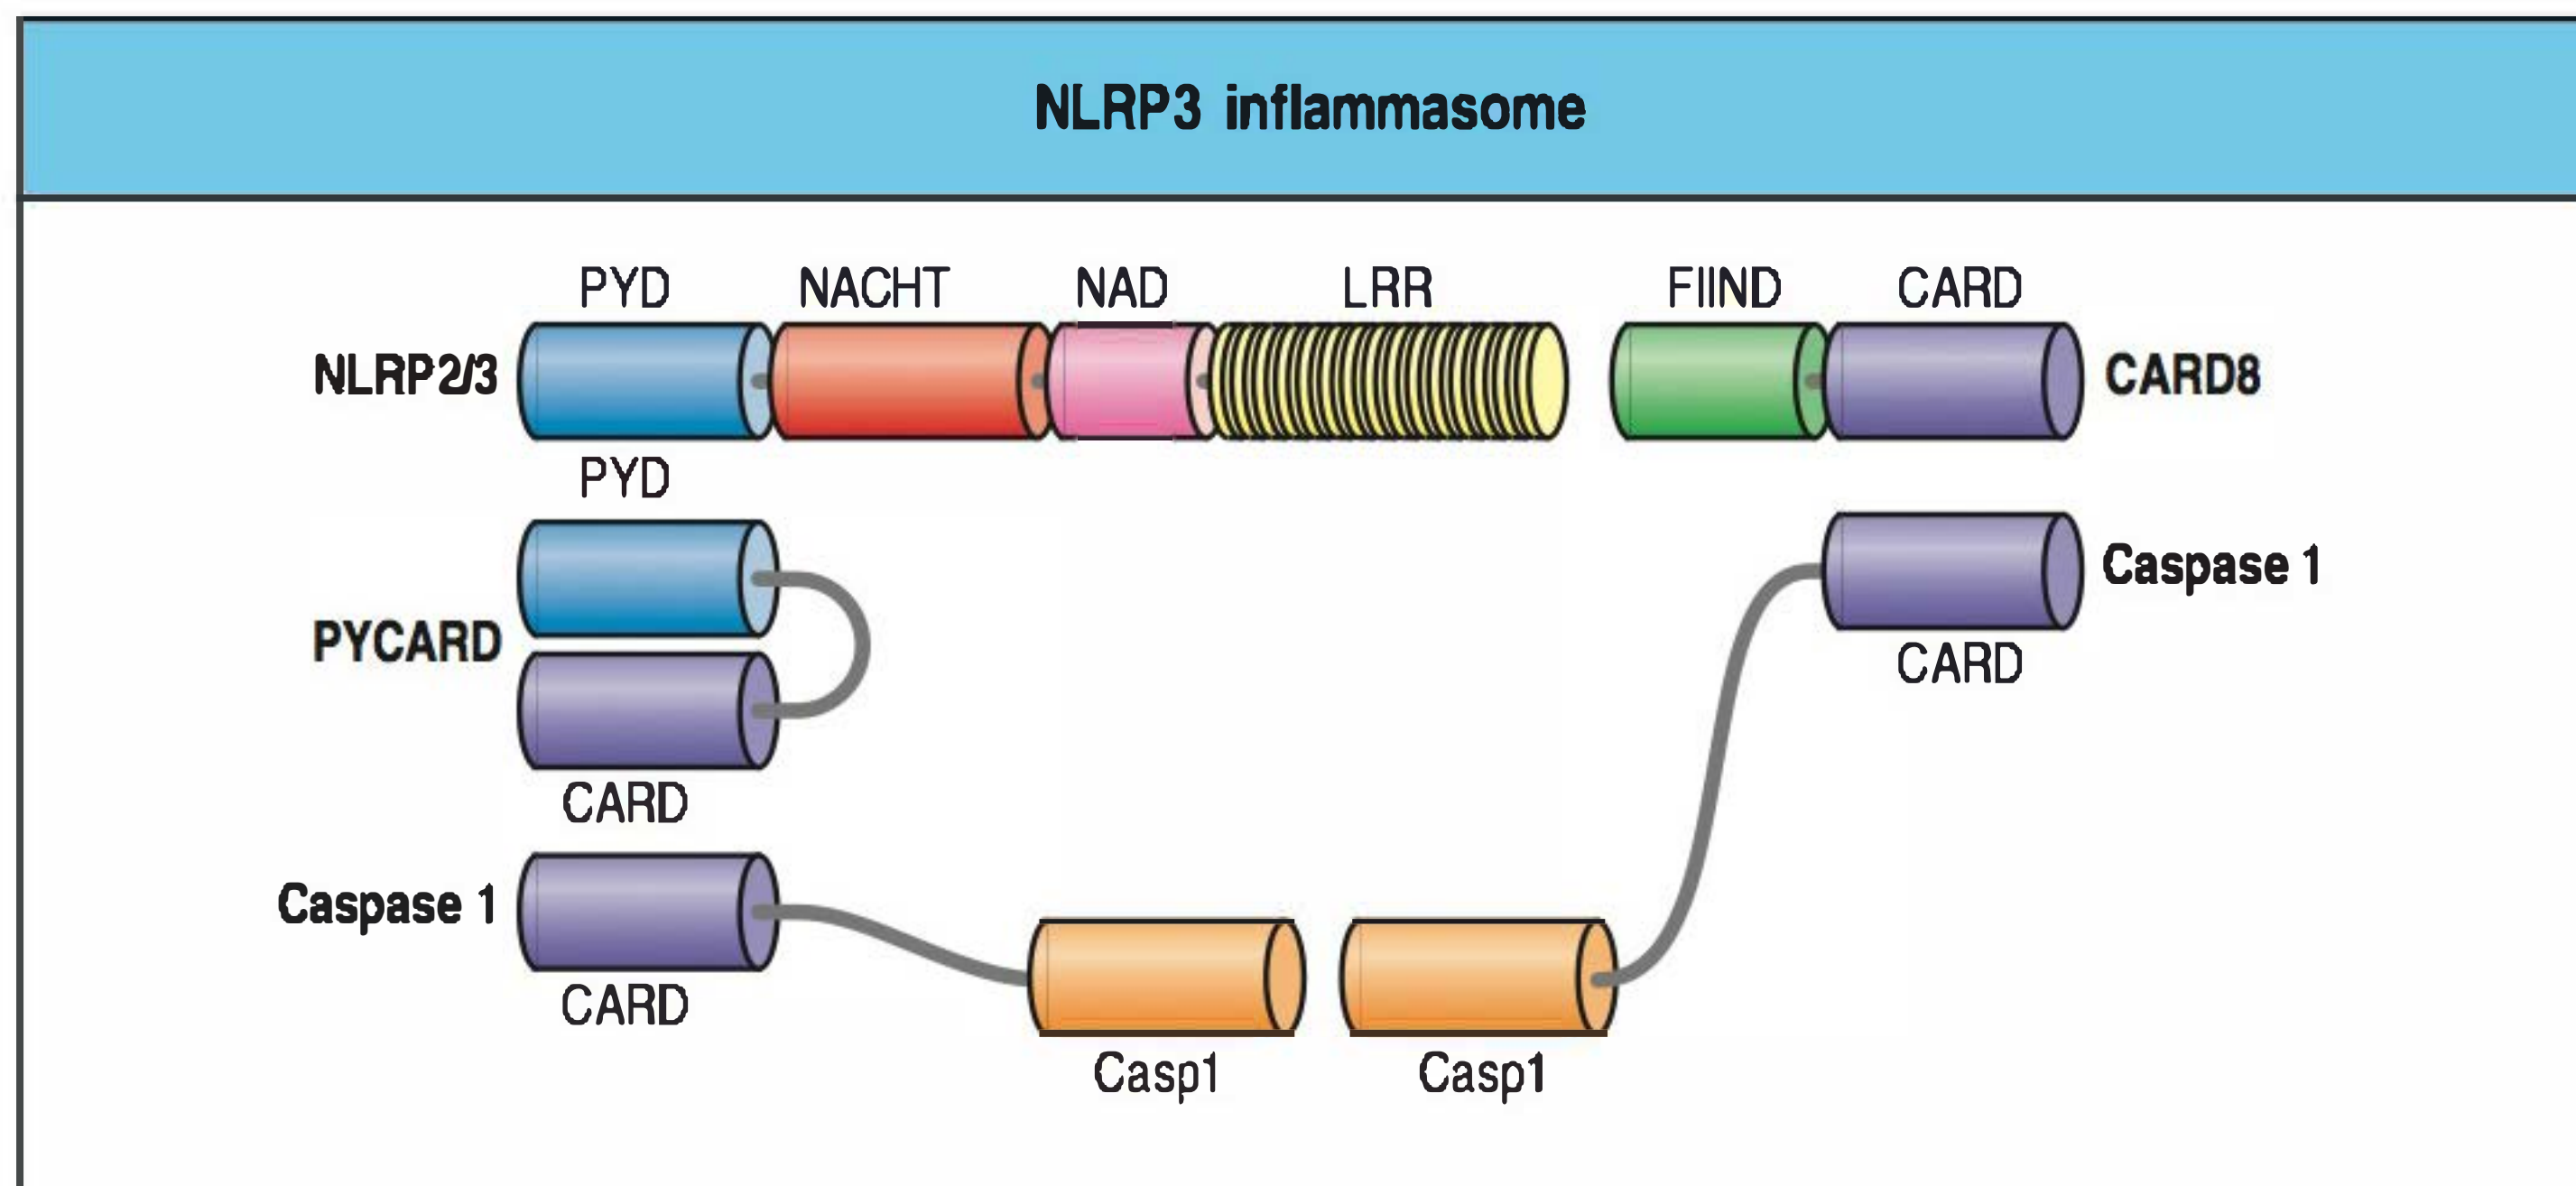 NLRP3 inflammasome
PYD NACHT NAD LRR FIIND CARD
NLRP2/3 CARD8
PYD
PYCARD
CARD
Caspase 1
CARD
Caspase 1
CARD
Casp1 Casp1